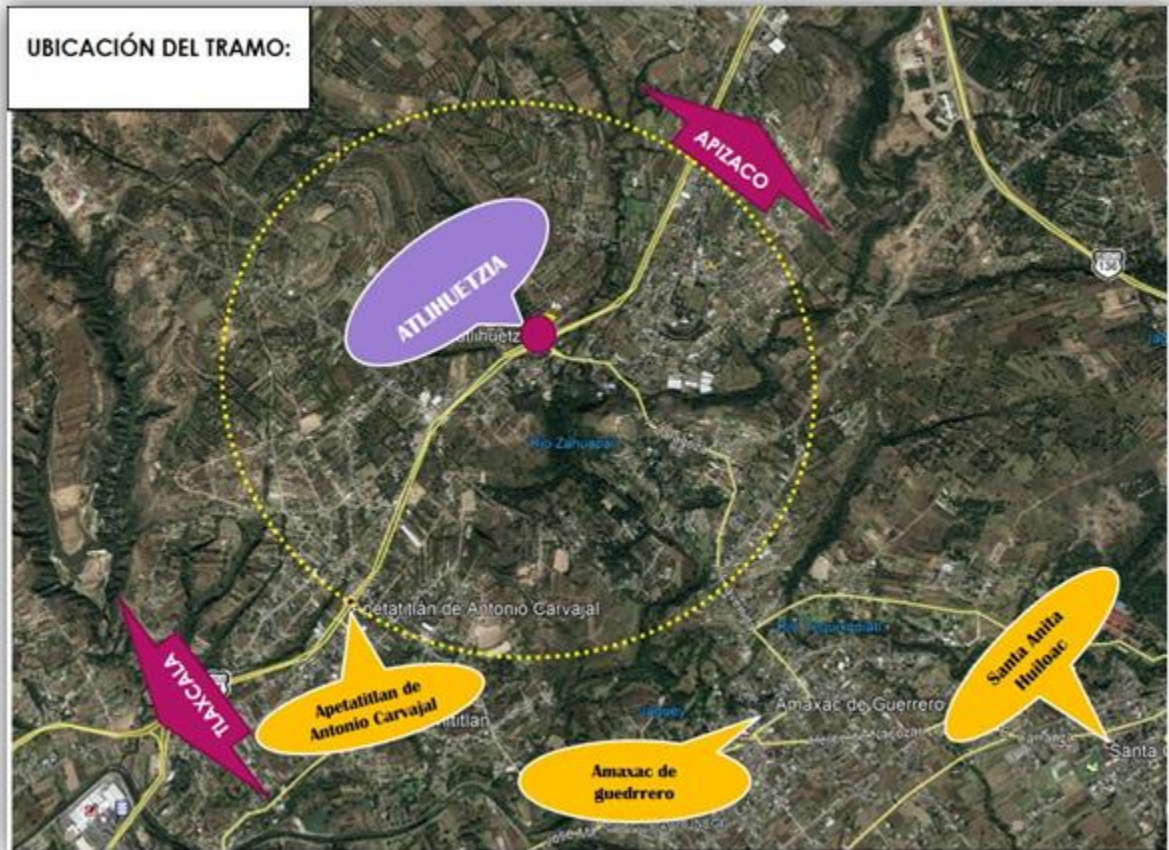 UBICACIÓN DEL TRAMO:
APIZACO
ATLIHUETZIA
Río Zahuapan
Apetatitlán de Antonio Carvajal
TLAXCALA
Apetatitlan de
Antonio Carvajal
Santa Anita
Huiloac
Amaxac de Guerrero
Amaxac de
guedrrero
Santa